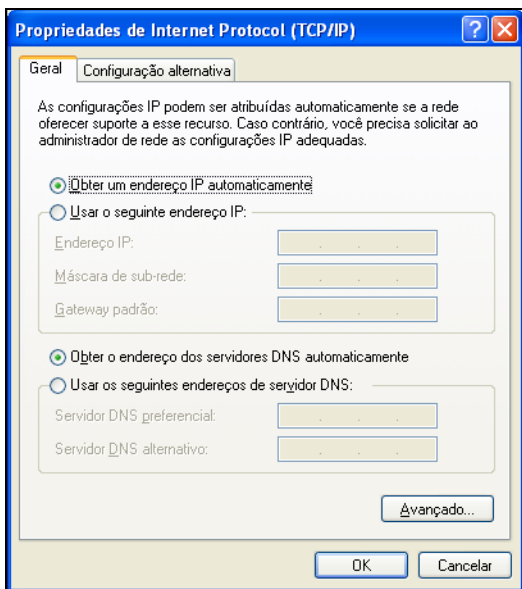 Propriedades de Internet Protocol (TCP/IP)
Geral
Configuração alternativa
As configurações IP podem ser atribuídas automaticamente se a rede
oferecer suporte a esse recurso. Caso contrário, você precisa solicitar ao
administrador de rede as configurações IP adequadas.
Obter um endereço IP automaticamente
Usar o seguinte endereço IP:
Endereço IP:
Máscara de sub-rede:
Gateway padrão:
Obter o endereço dos servidores DNS automaticamente
Usar os seguintes endereços de servidor DNS:
Servidor DNS preferencial:
Servidor DNS alternativo:
Avançado...
OK
Cancelar